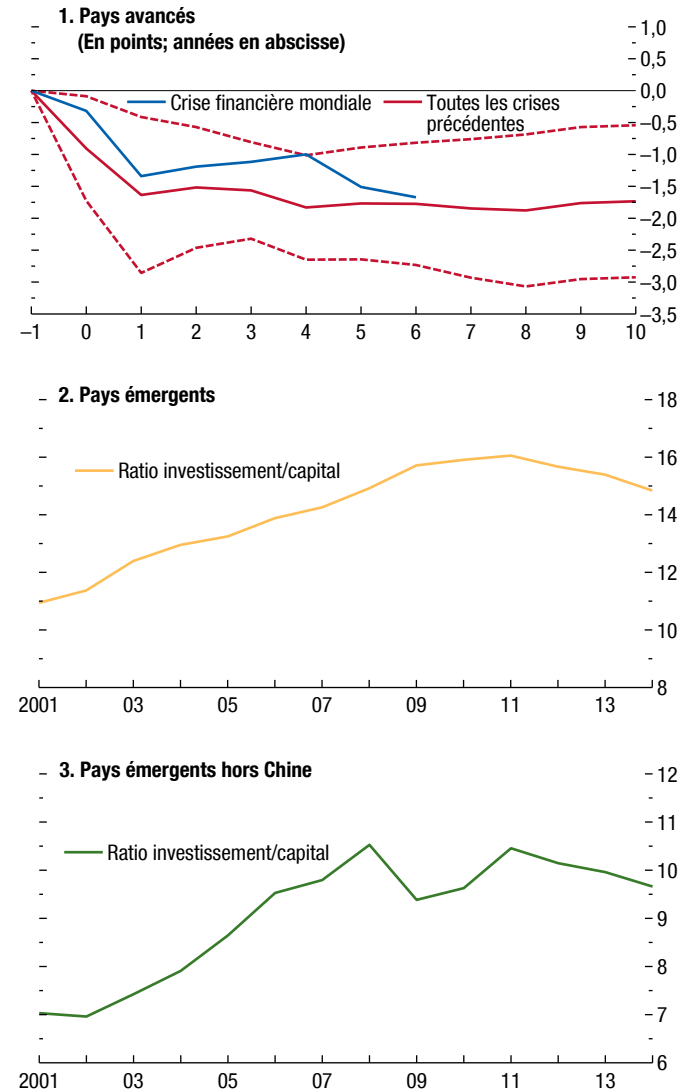 1. Pays avancés
(En points; années en abscisse)
1,0
0,5
0,0
–0,5
–1,0
–1,5
–2,0
–2,5
–3,0
–3,5
Crise financière mondiale
Toutes les crises
précédentes
–1 0 1 2 3 4 5 6 7 8 9 10
2. Pays émergents
18
16
14
12
10
8
Ratio investissement/capital
2001 03 05 07 09 11 13
3. Pays émergents hors Chine
12
11
10
9
8
7
6
Ratio investissement/capital
2001 03 05 07 09 11 13